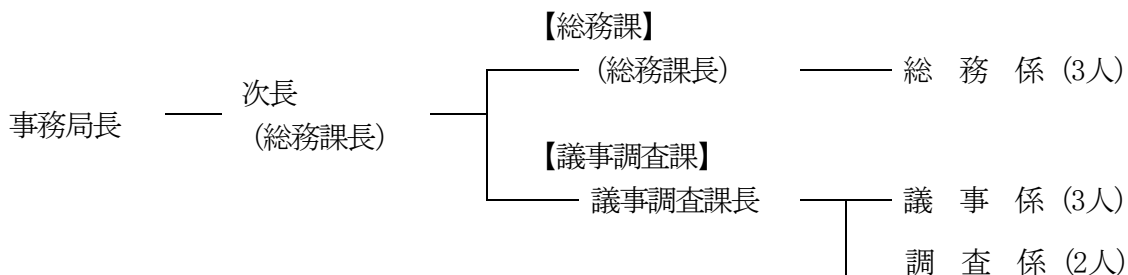 【総務課】
(総務課長) 総務係 (3人)
次長
事務局長
(総務課長)
【議事調査課】
議事調査課長 議事係 (3人)
調査係 (2人)